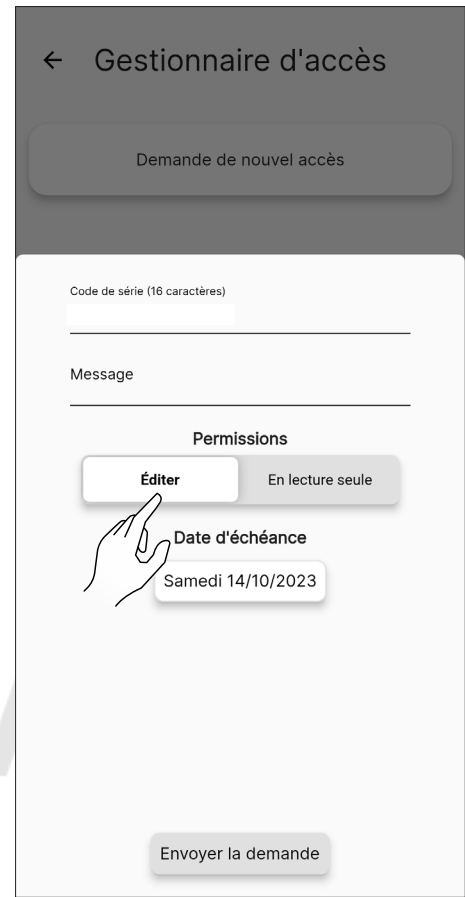 Gestionnaire d'accès
Demande de nouvel accès
Code de série (16 caractères)
Message
Permissions
Éditer
En lecture seule
Date d'échéance
Samedi 14/10/2023
Envoyer la demande